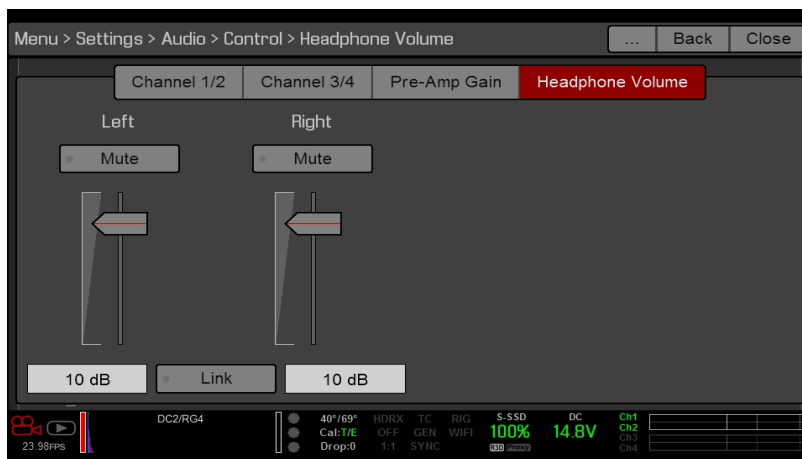 Menu > Settings > Audio > Control > Headphone Volume ... Back Close
Channel 1/2 Channel 3/4 Pre-Amp Gain Headphone Volume
Left Right
Mute Mute
10 dB Link 10 dB
DC2/RG4 40°/69° HDRX TC RIG S-SSD DC Ch1
Cal:T/E OFF GEN WIFI 100% 14.8V Ch2
23.98FPS Drop:0 1:1 SYNC R3D Proxy Ch3
Ch4